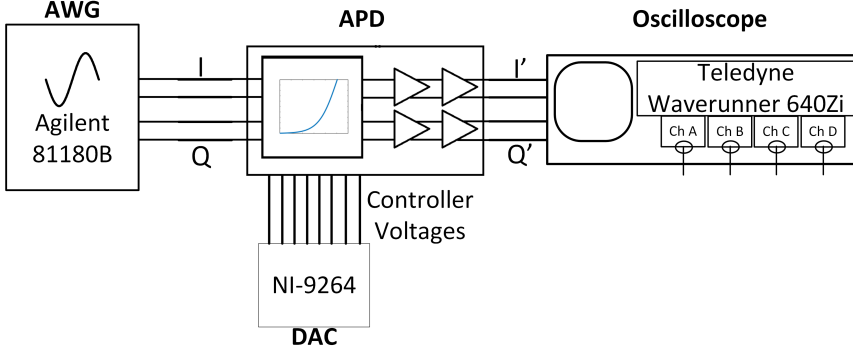 AWG
APD
Oscilloscope
Agilent
81180B
I
Q
I’
Q’
Teledyne
Waverunner 640Zi
Ch A
Ch B
Ch C
Ch D
Controller
Voltages
NI-9264
DAC